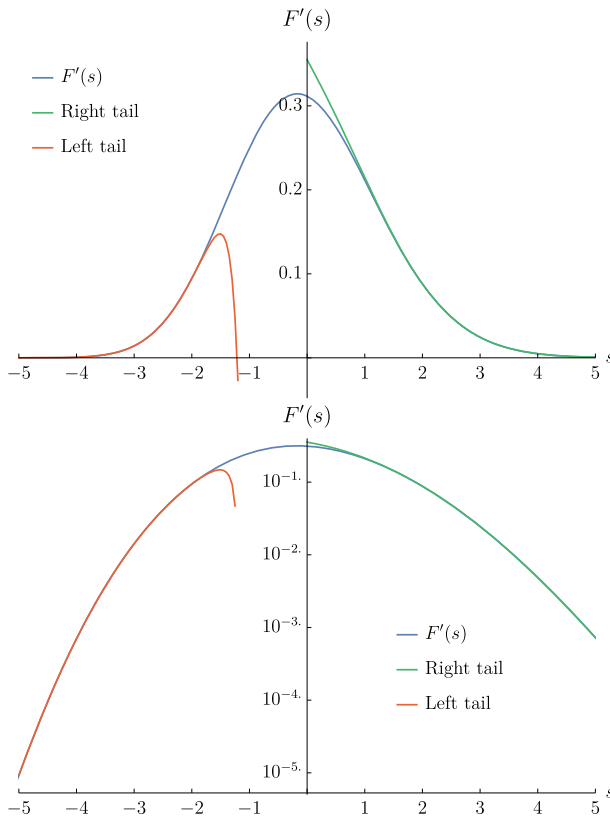 F′(s)
F′(s)
Right tail
Left tail
0.3
0.2
0.1
−5 −4 −3 −2 −1 1 2 3 4 5 s
F′(s)
10^{-1.}
10^{-2.}
10^{-3.}
F′(s)
Right tail
10^{-4.}
Left tail
10^{-5.}
−5 −4 −3 −2 −1 1 2 3 4 5 s